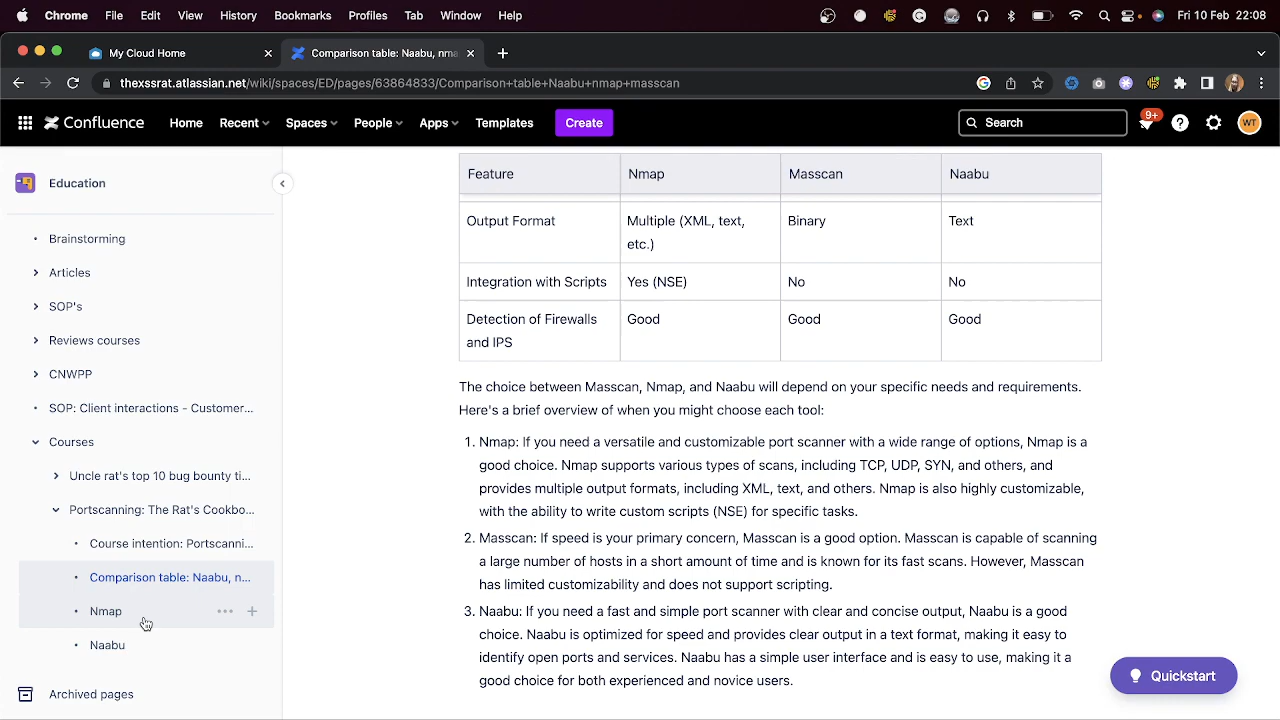 Chrome File Edit View History Bookmarks Profiles Tab Window Help Fri 10 Feb 22:08
My Cloud Home Comparison table: Naabu, nma
thexssrat.atlassian.net/wiki/spaces/ED/pages/63864833/Comparison+table+Naabu+nmap+masscan
Confluence Home Recent Spaces People Apps Templates Create Search 9+ WT
Education
Brainstorming
Articles
SOP's
Reviews courses
CNWPP
SOP: Client interactions - Customer...
Courses
Uncle rat's top 10 bug bounty ti...
Portscanning: The Rat's Cookbo...
Course intention: Portscanni...
Comparison table: Naabu, n...
Nmap
Naabu
Archived pages
Feature Nmap Masscan Naabu
Output Format Multiple (XML, text, Binary Text
etc.)
Integration with Scripts Yes (NSE) No No
Detection of Firewalls Good Good Good
and IPS
The choice between Masscan, Nmap, and Naabu will depend on your specific needs and requirements.
Here's a brief overview of when you might choose each tool:
1. Nmap: If you need a versatile and customizable port scanner with a wide range of options, Nmap is a
good choice. Nmap supports various types of scans, including TCP, UDP, SYN, and others, and
provides multiple output formats, including XML, text, and others. Nmap is also highly customizable,
with the ability to write custom scripts (NSE) for specific tasks.
2. Masscan: If speed is your primary concern, Masscan is a good option. Masscan is capable of scanning
a large number of hosts in a short amount of time and is known for its fast scans. However, Masscan
has limited customizability and does not support scripting.
3. Naabu: If you need a fast and simple port scanner with clear and concise output, Naabu is a good
choice. Naabu is optimized for speed and provides clear output in a text format, making it easy to
identify open ports and services. Naabu has a simple user interface and is easy to use, making it a
good choice for both experienced and novice users.
Quickstart